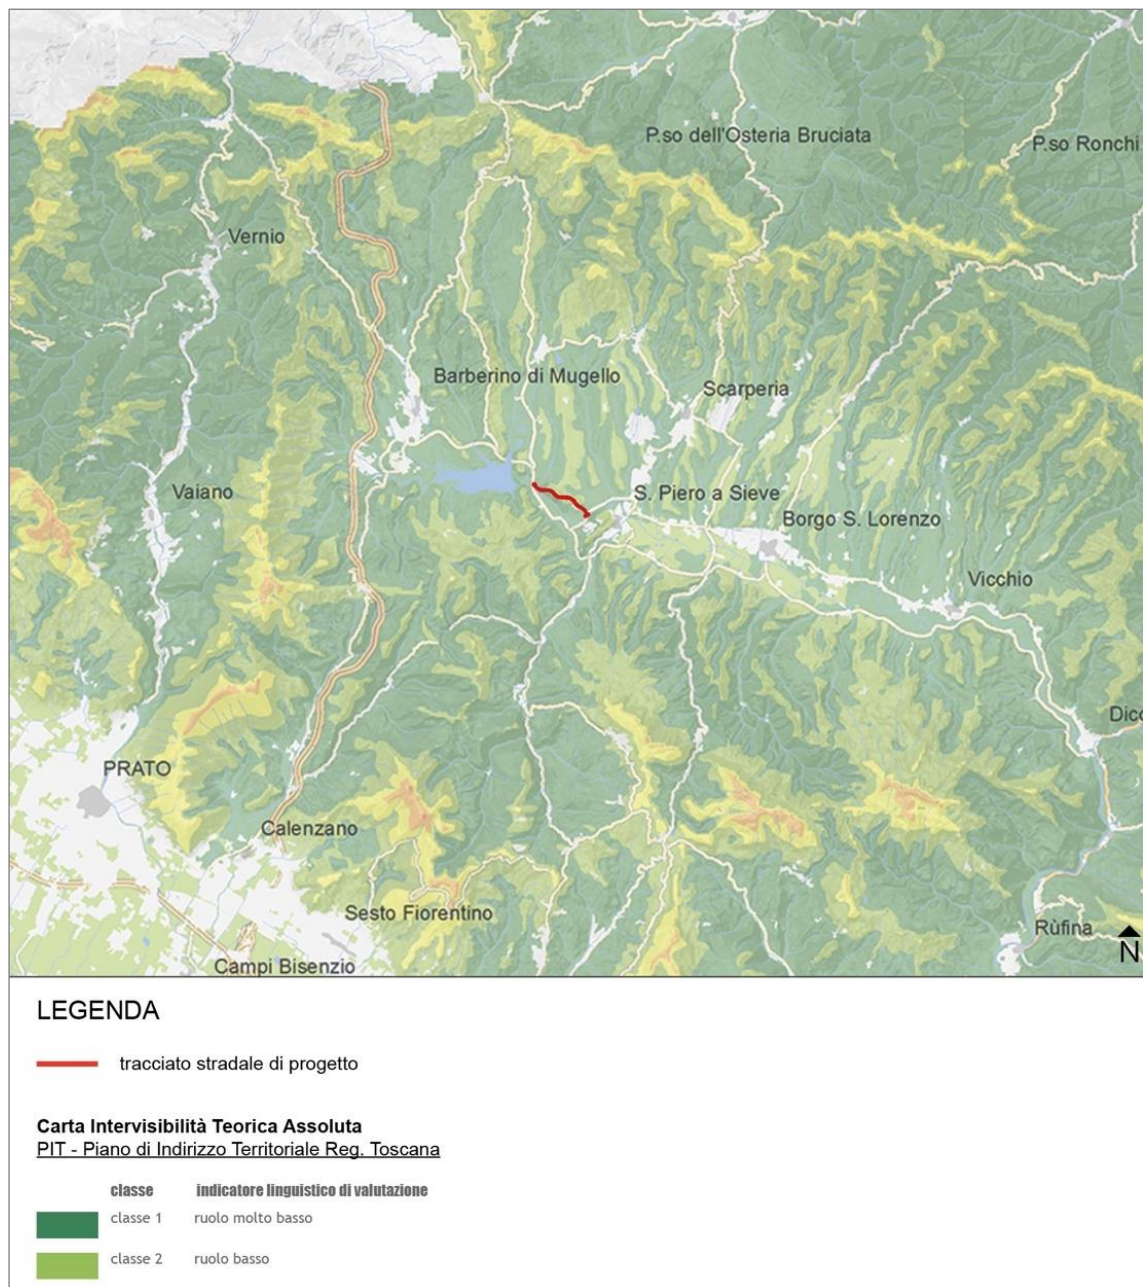 P.so dell'Osteria Bruciata
P.so Ronchi
Vernio
Barberino di Mugello
Scarperia
Vaiano
S. Piero a Sieve
Borgo S. Lorenzo
Vicchio
Dico
PRATO
Calenzano
Sesto Fiorentino
Rùfina
Campi Bisenzio
N
LEGENDA
tracciato stradale di progetto
Carta Intervisibilità Teorica Assoluta
PIT - Piano di Indirizzo Territoriale Reg. Toscana
classe indicatore linguistico di valutazione
classe 1 ruolo molto basso
classe 2 ruolo basso